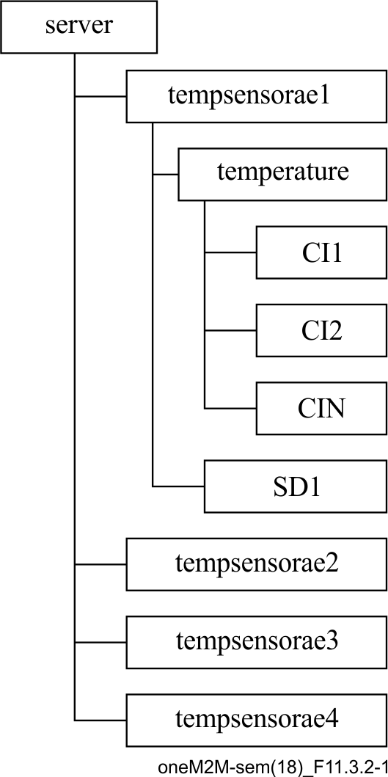 server
tempsensorae1
temperature
CI1
CI2
CIN
SD1
tempsensorae2
tempsensorae3
tempsensorae4
oneM2M-sem(18)_F11.3.2-1